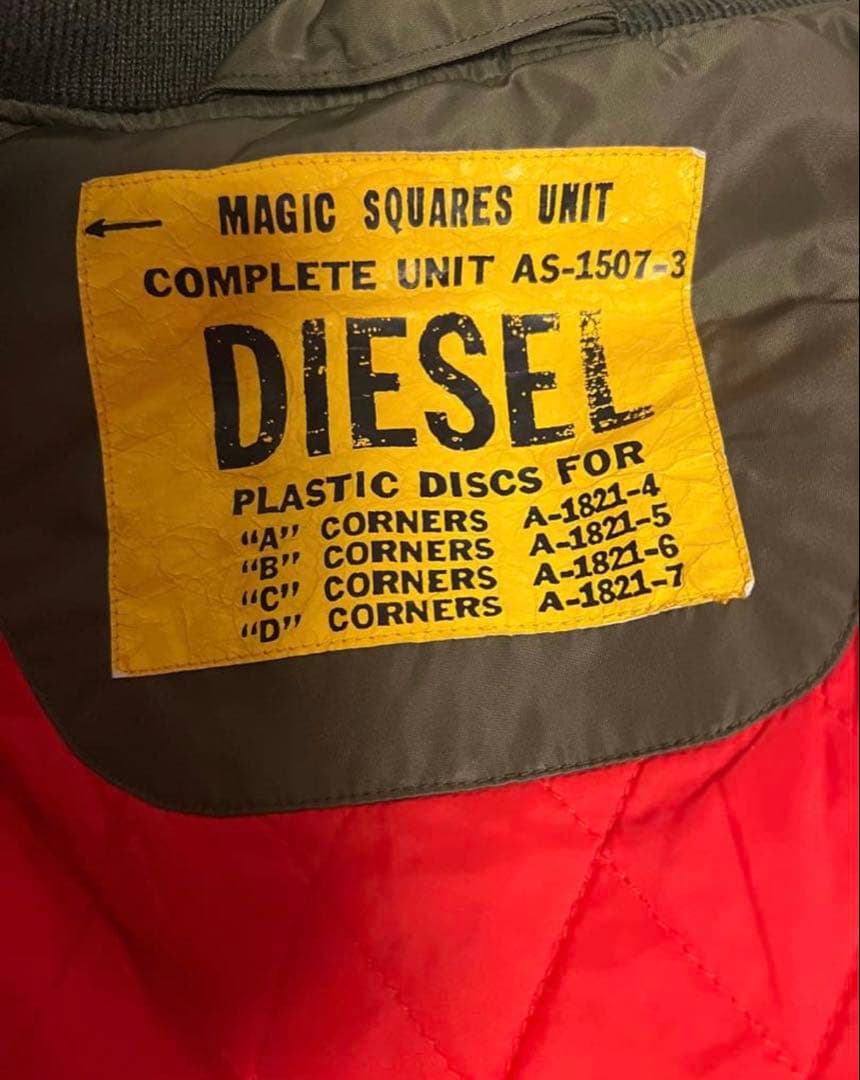 MAGIC SQUARES UNIT
COMPLETE UNIT AS-1507-3
DIESEL
PLASTIC DISCS FOR
“A” CORNERS A-1821-4
“B” CORNERS A-1821-5
“C” CORNERS A-1821-6
“D” CORNERS A-1821-7